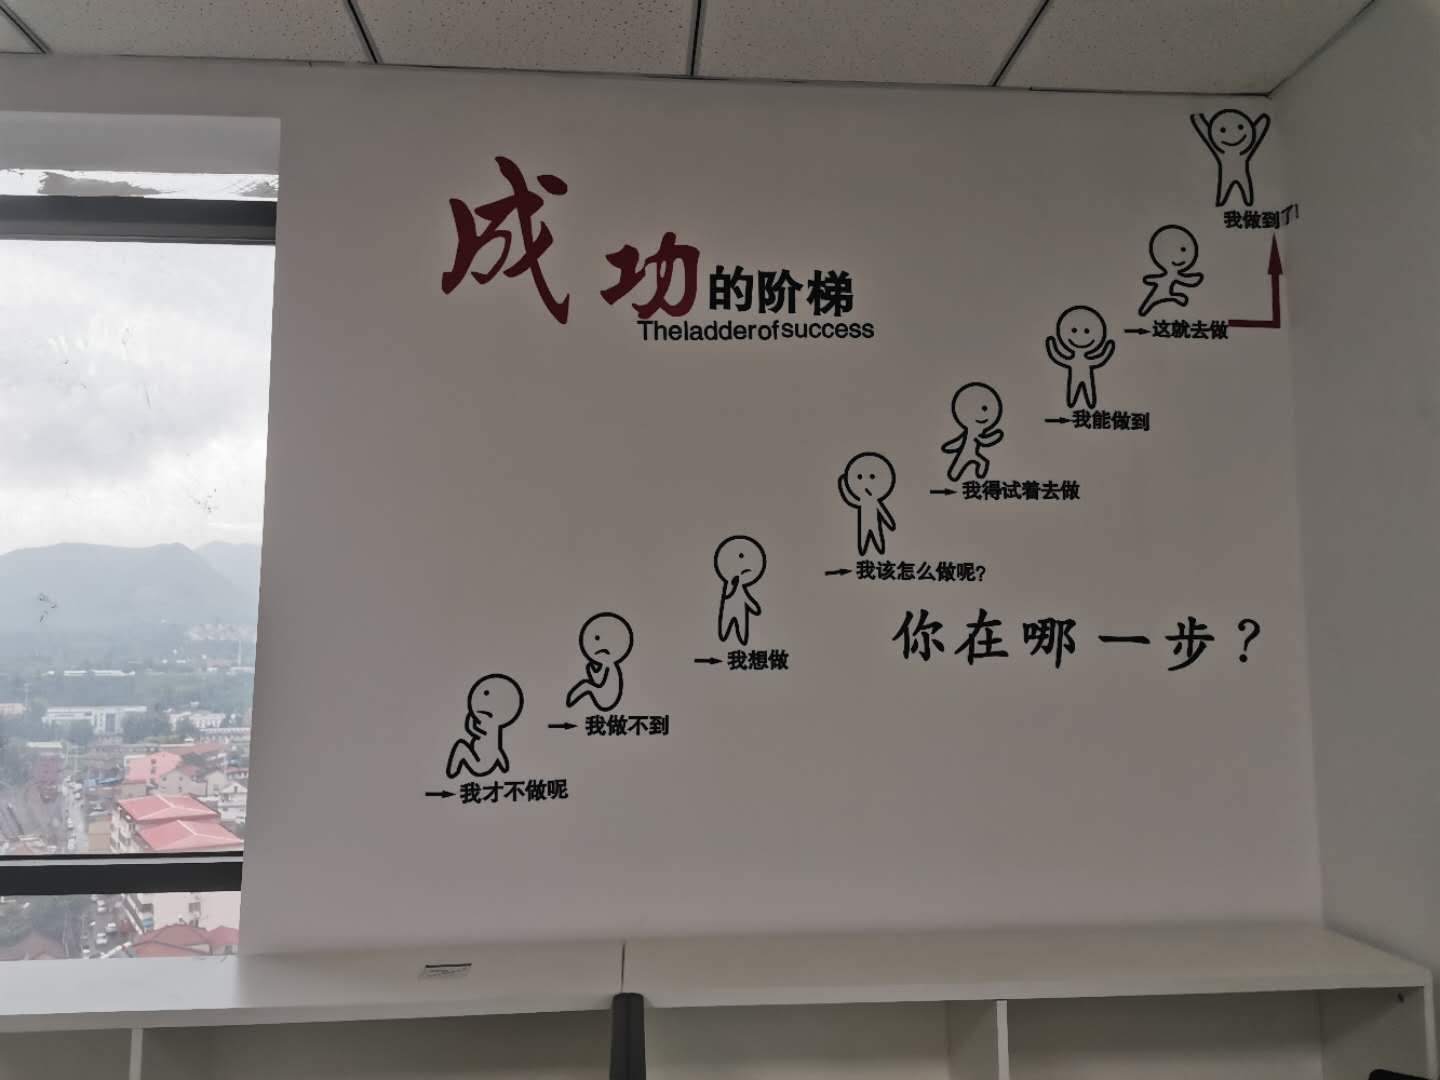 成功的阶梯
Theladderofsuccess
我做到了!
这就去做
我能做到
我得试着去做
我该怎么做呢?
你在哪一步?
我想做
我做不到
我才不做呢